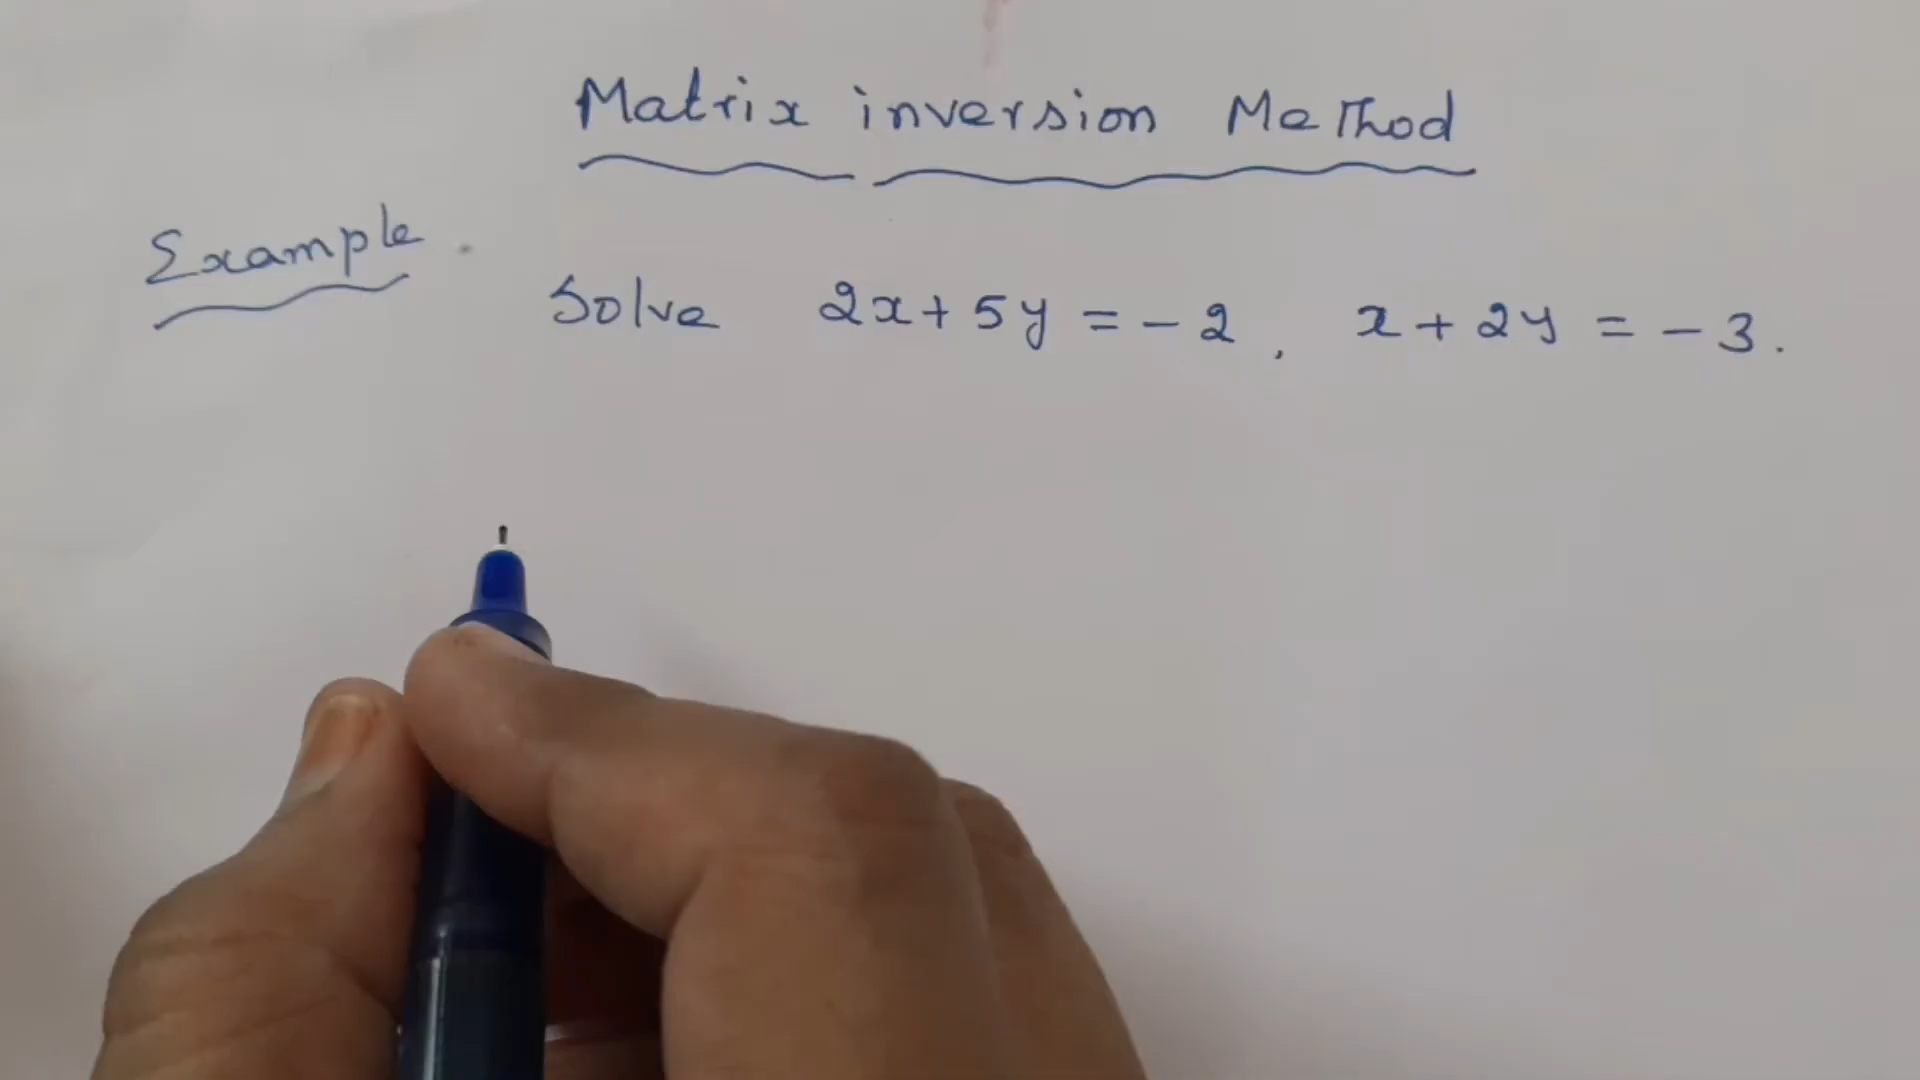 Matrix inversion Method
Example.
Solve 2x + 5y = -2, x + 2y = -3.